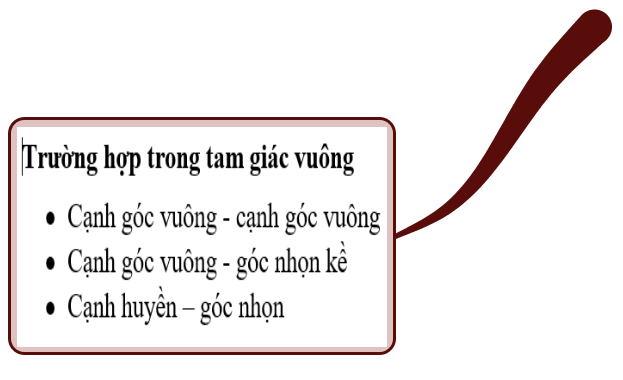 Trường hợp trong tam giác vuông
• Cạnh góc vuông - cạnh góc vuông
• Cạnh góc vuông - góc nhọn kề
• Cạnh huyền – góc nhọn